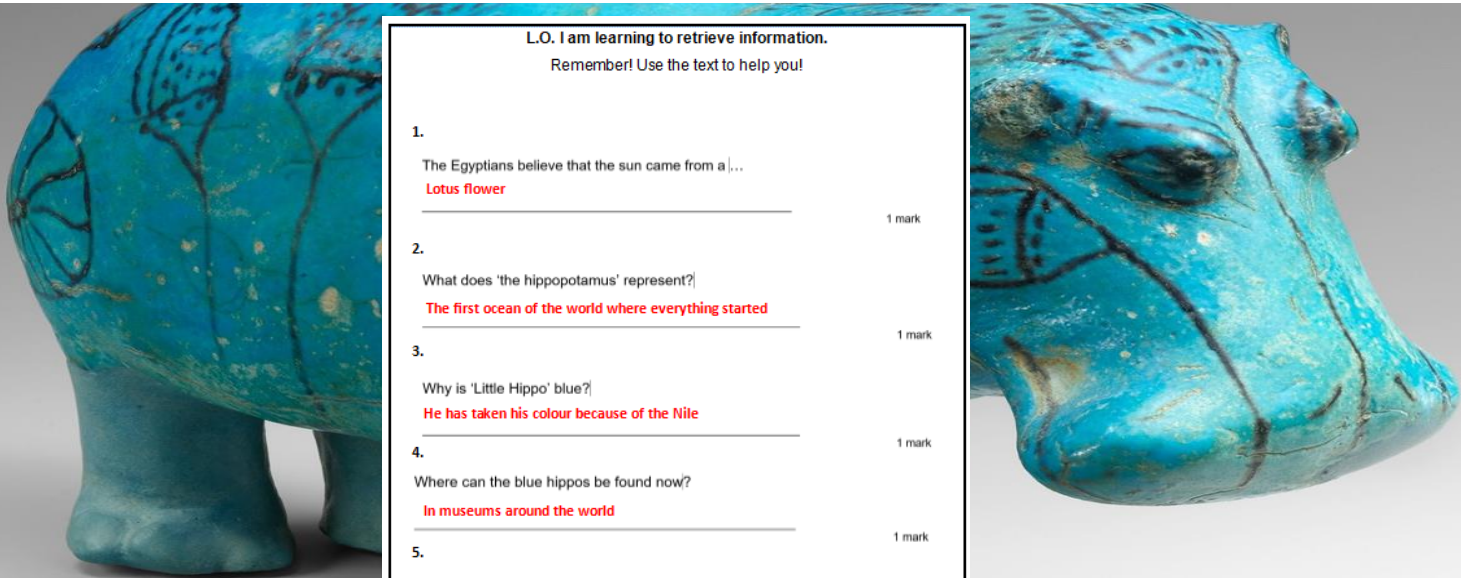 L.O. I am learning to retrieve information.
Remember! Use the text to help you!
1.
The Egyptians believe that the sun came from a ...
Lotus flower
1 mark
2.
What does ‘the hippopotamus’ represent?
The first ocean of the world where everything started
1 mark
3.
Why is ‘Little Hippo’ blue?
He has taken his colour because of the Nile
1 mark
4.
Where can the blue hippos be found now?
In museums around the world
1 mark
5.